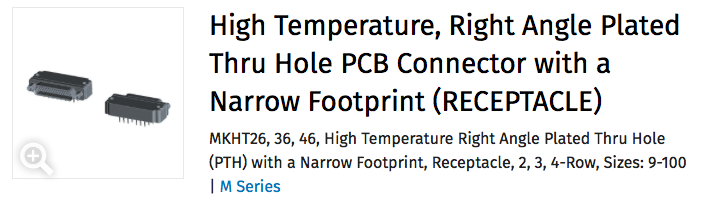 High Temperature, Right Angle Plated
Thru Hole PCB Connector with a
Narrow Footprint (RECEPTACLE)
MKHT26, 36, 46, High Temperature Right Angle Plated Thru Hole
(PTH) with a Narrow Footprint, Receptacle, 2, 3, 4-Row, Sizes: 9-100
| M Series